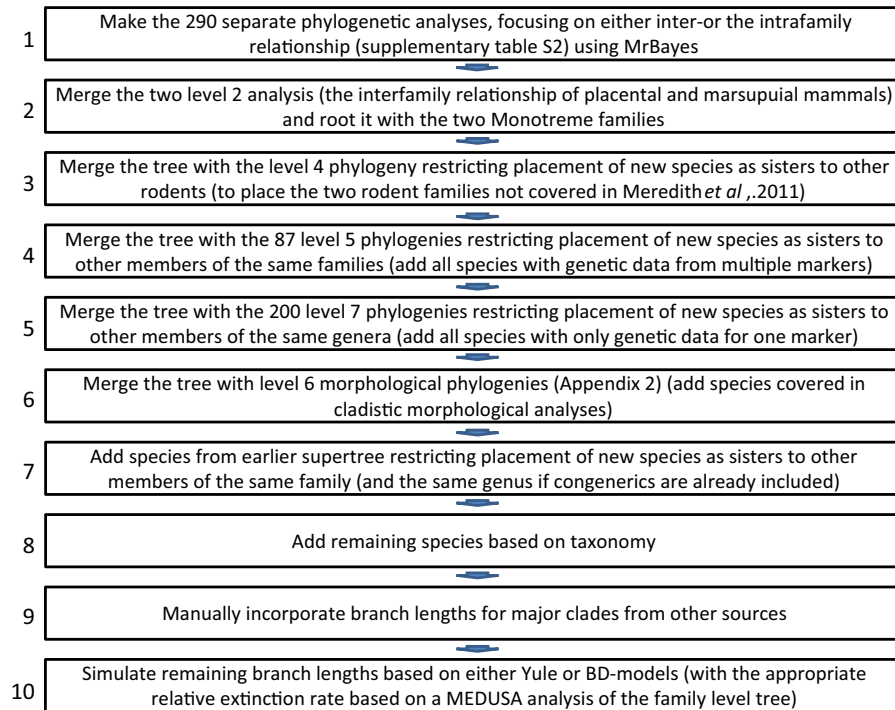 1
Make the 290 separate phylogenetic analyses, focusing on either inter-or the intrafamily
relationship (supplementary table S2) using MrBayes
2
Merge the two level 2 analysis (the interfamily relationship of placental and marsupuial mammals)
and root it with the two Monotreme families
3
Merge the tree with the level 4 phylogeny restricting placement of new species as sisters to other
rodents (to place the two rodent families not covered in Meredith et al ,.2011)
4
Merge the tree with the 87 level 5 phylogenies restricting placement of new species as sisters to
other members of the same families (add all species with genetic data from multiple markers)
5
Merge the tree with the 200 level 7 phylogenies restricting placement of new species as sisters to
other members of the same genera (add all species with only genetic data for one marker)
6
Merge the tree with level 6 morphological phylogenies (Appendix 2) (add species covered in
cladistic morphological analyses)
7
Add species from earlier supertree restricting placement of new species as sisters to other
members of the same family (and the same genus if congenerics are already included)
8
Add remaining species based on taxonomy
9
Manually incorporate branch lengths for major clades from other sources
10
Simulate remaining branch lengths based on either Yule or BD-models (with the appropriate
relative extinction rate based on a MEDUSA analysis of the family level tree)